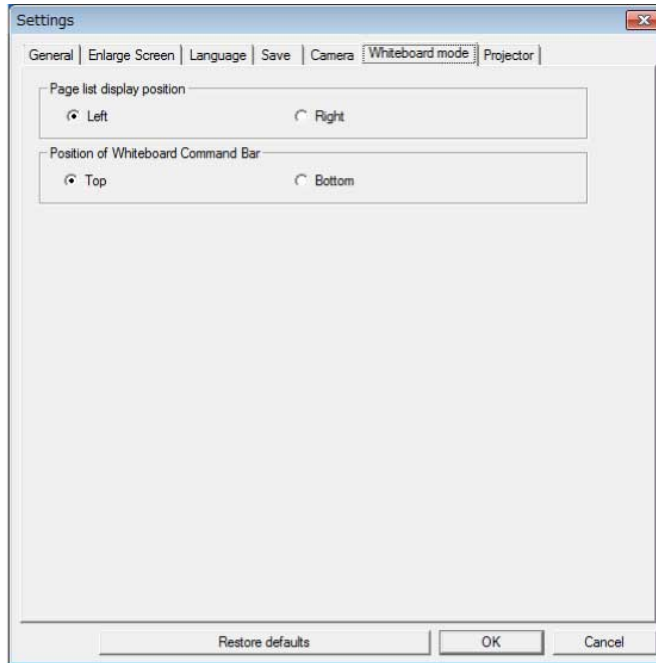 Settings
General Enlarge Screen Language Save Camera Whiteboard mode Projector
Page list display position
Left Right
Position of Whiteboard Command Bar
Top Bottom
Restore defaults OK Cancel